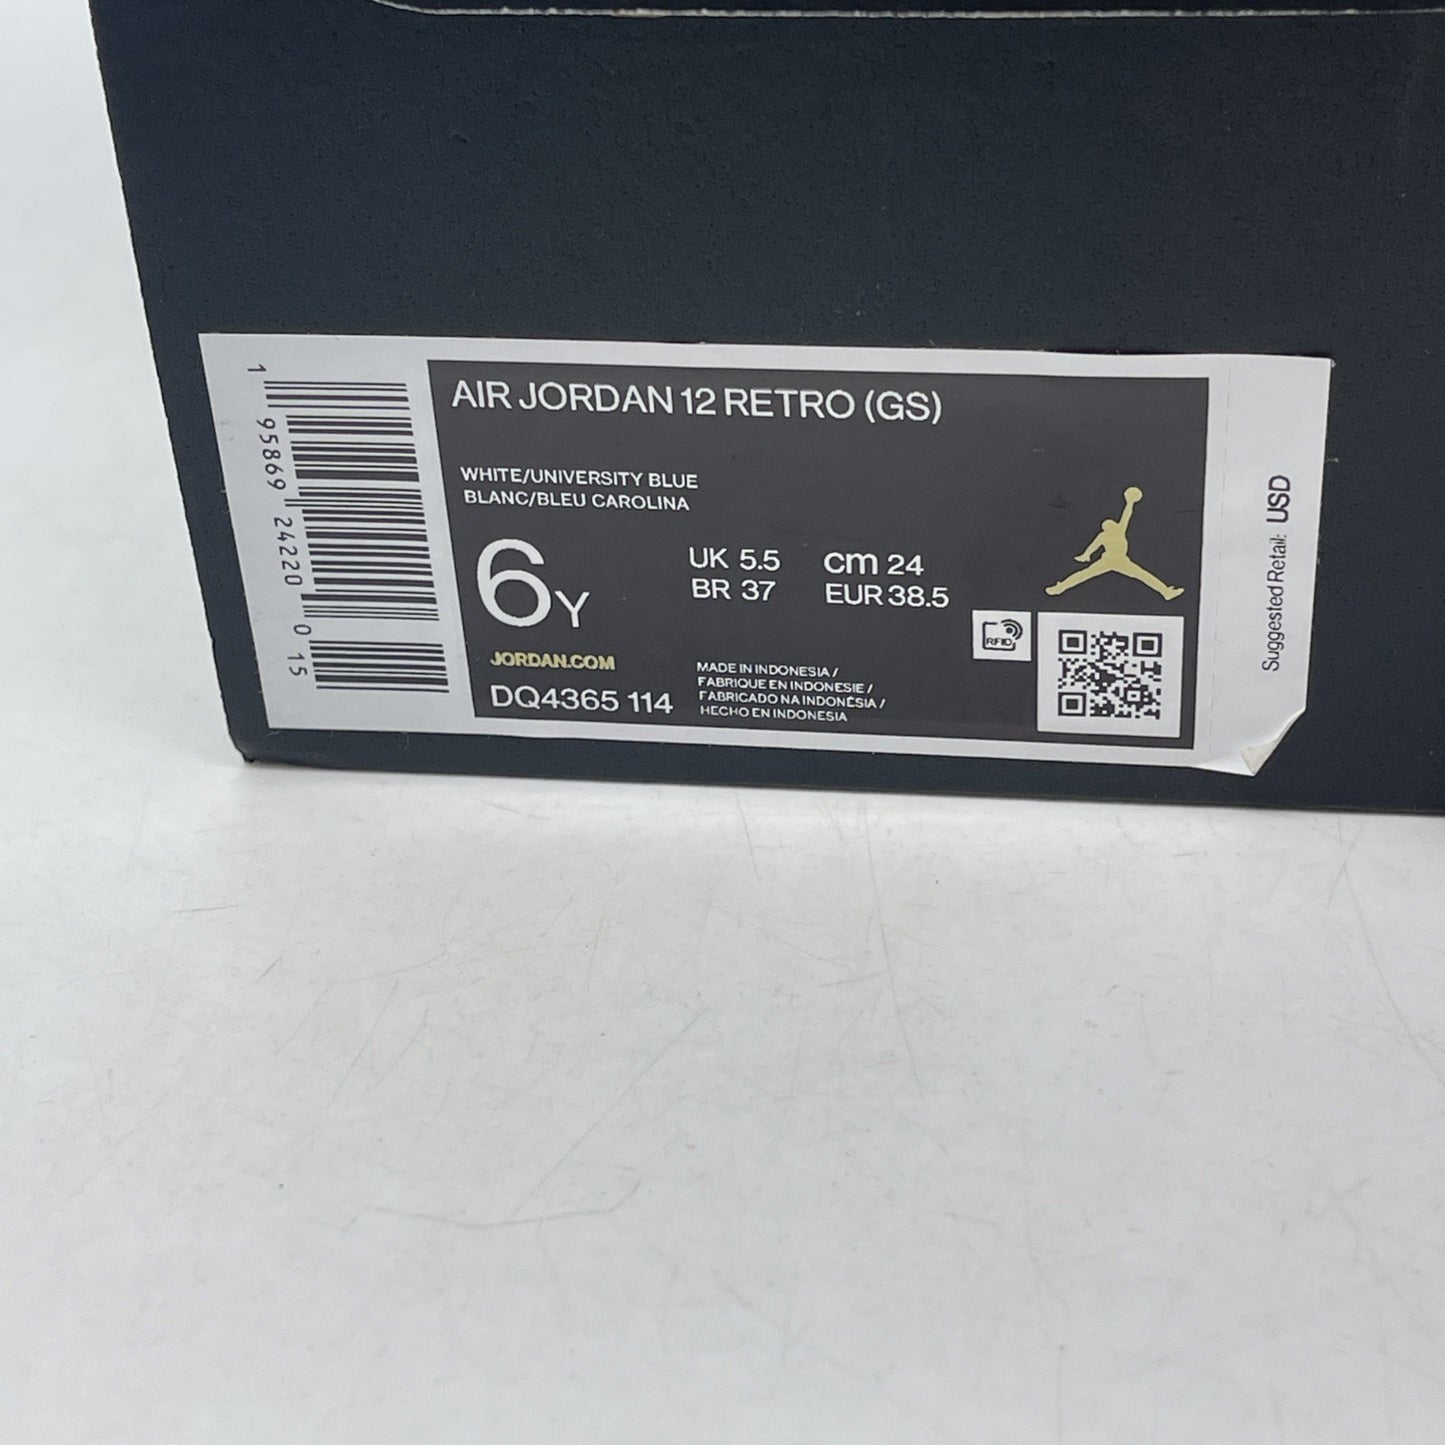 AIR JORDAN 12 RETRO (GS)
WHITE/UNIVERSITY BLUE
BLANC/BLEU CAROLINA
6Y
UK 5.5 cm 24
BR 37 EUR 38.5
JORDAN.COM
DQ4365 114
MADE IN INDONESIA /
FABRIQUE EN INDONESIE /
FABRICADO NA INDONÉSIA /
HECHO EN INDONESIA
RFID
1 95869 24220 0 15
Suggested Retail: USD